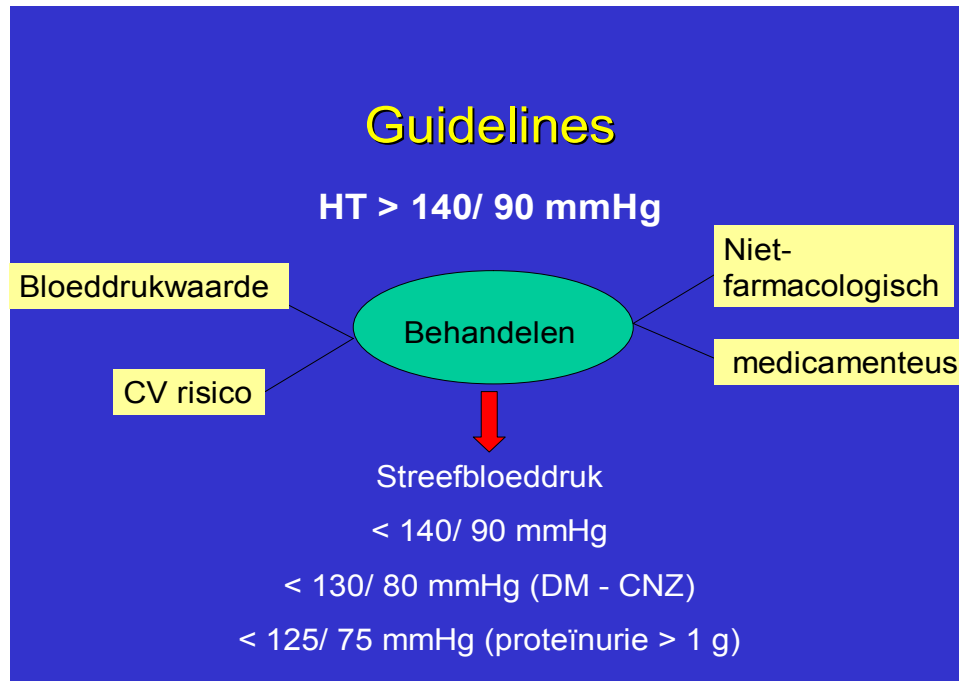 Guidelines
HT > 140/ 90 mmHg
Bloeddrukwaarde
CV risico
Behandelen
Niet-
farmacologisch
medicamenteus
Streefbloeddruk
< 140/ 90 mmHg
< 130/ 80 mmHg (DM - CNZ)
< 125/ 75 mmHg (proteïnurie > 1 g)